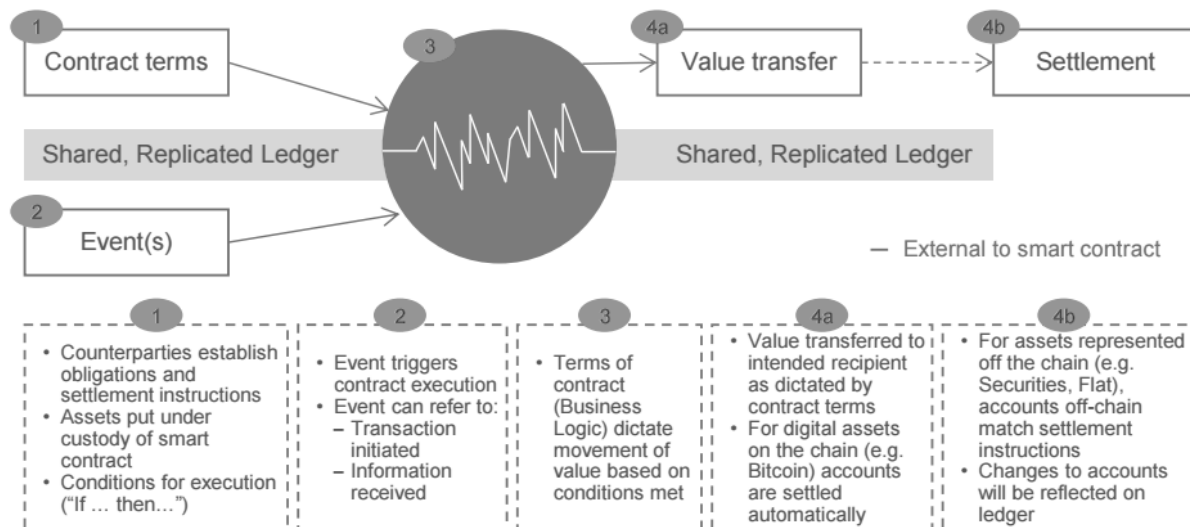 1
Contract terms
3
4a
Value transfer
4b
Settlement
Shared, Replicated Ledger
Shared, Replicated Ledger
2
Event(s)
– External to smart contract
1
• Counterparties establish
obligations and
settlement instructions
• Assets put under
custody of smart
contract
• Conditions for execution
(“If … then…”)
2
• Event triggers
contract execution
• Event can refer to:
– Transaction
initiated
– Information
received
3
• Terms of
contract
(Business
Logic) dictate
movement of
value based on
conditions met
4a
• Value transferred to
intended recipient
as dictated by
contract terms
• For digital assets
on the chain (e.g.
Bitcoin) accounts
are settled
automatically
4b
• For assets represented
off the chain (e.g.
Securities, Flat),
accounts off-chain
match settlement
instructions
• Changes to accounts
will be reflected on
ledger